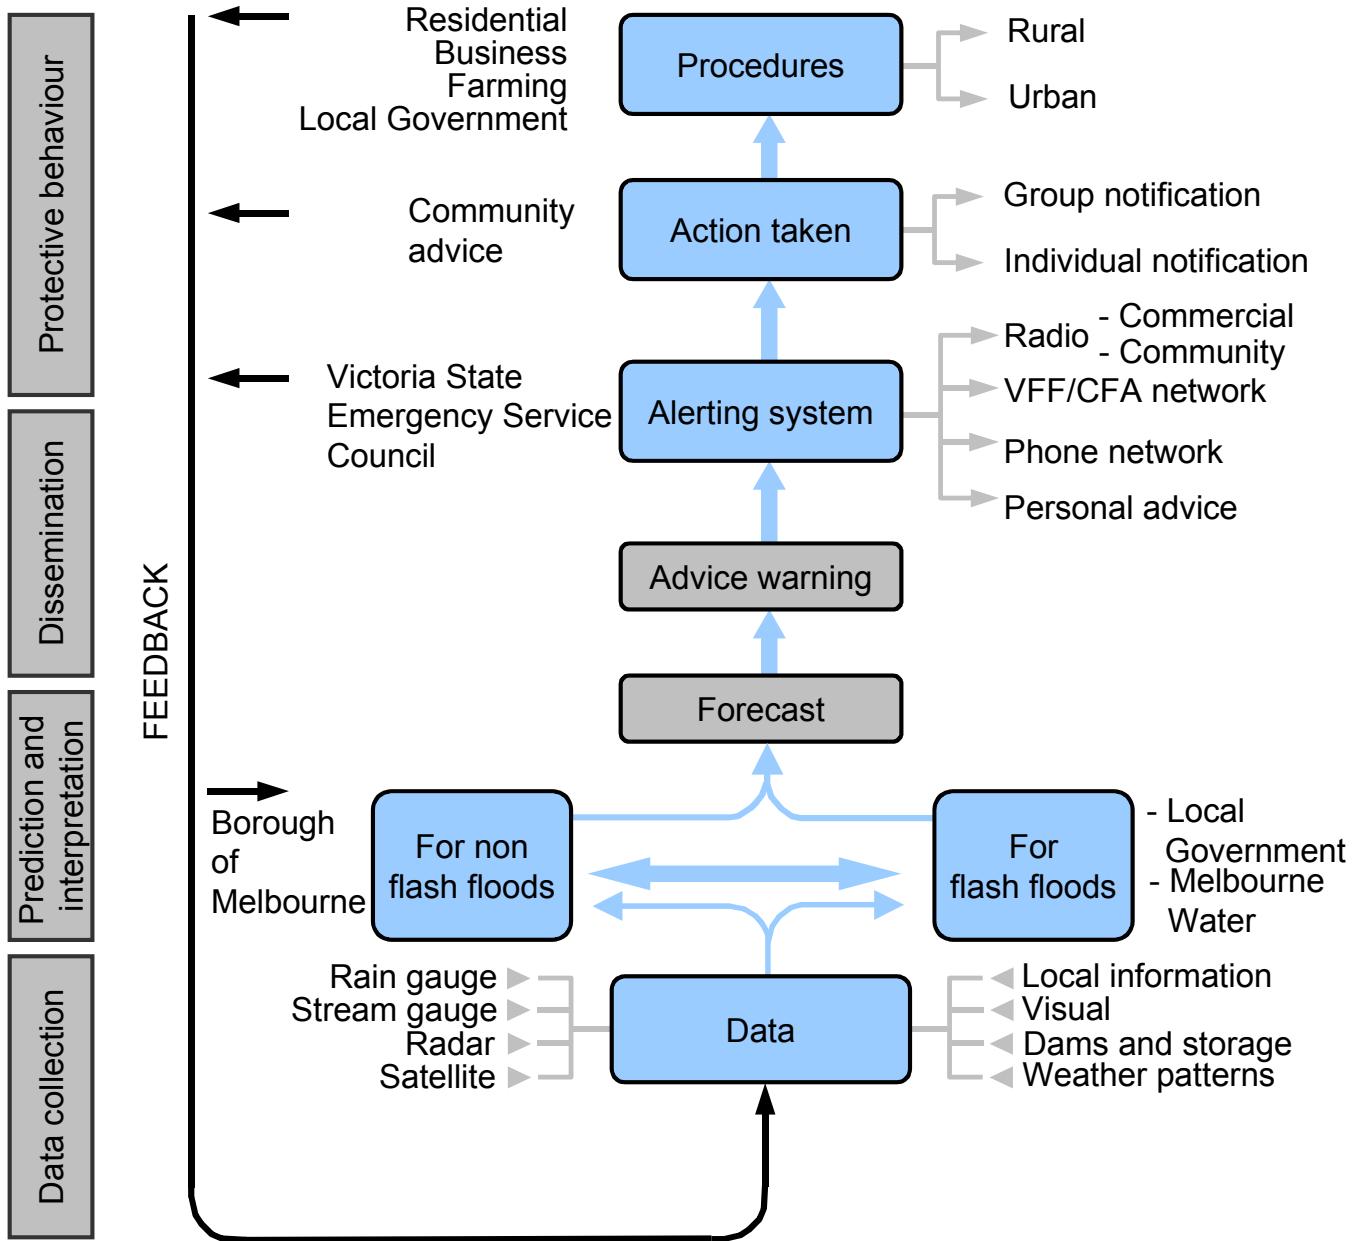 Protective behaviour
Dissemination
Prediction and
interpretation
Data collection
FEEDBACK
Residential
Business
Farming
Local Government
Procedures
Rural
Urban
Community
advice
Action taken
Group notification
Individual notification
Victoria State
Emergency Service
Council
Alerting system
Radio
- Commercial
- Community
VFF/CFA network
Phone network
Personal advice
Advice warning
Forecast
Borough
of
Melbourne
For non
flash floods
For
flash floods
- Local
Government
- Melbourne
Water
Rain gauge
Stream gauge
Radar
Satellite
Data
Local information
Visual
Dams and storage
Weather patterns